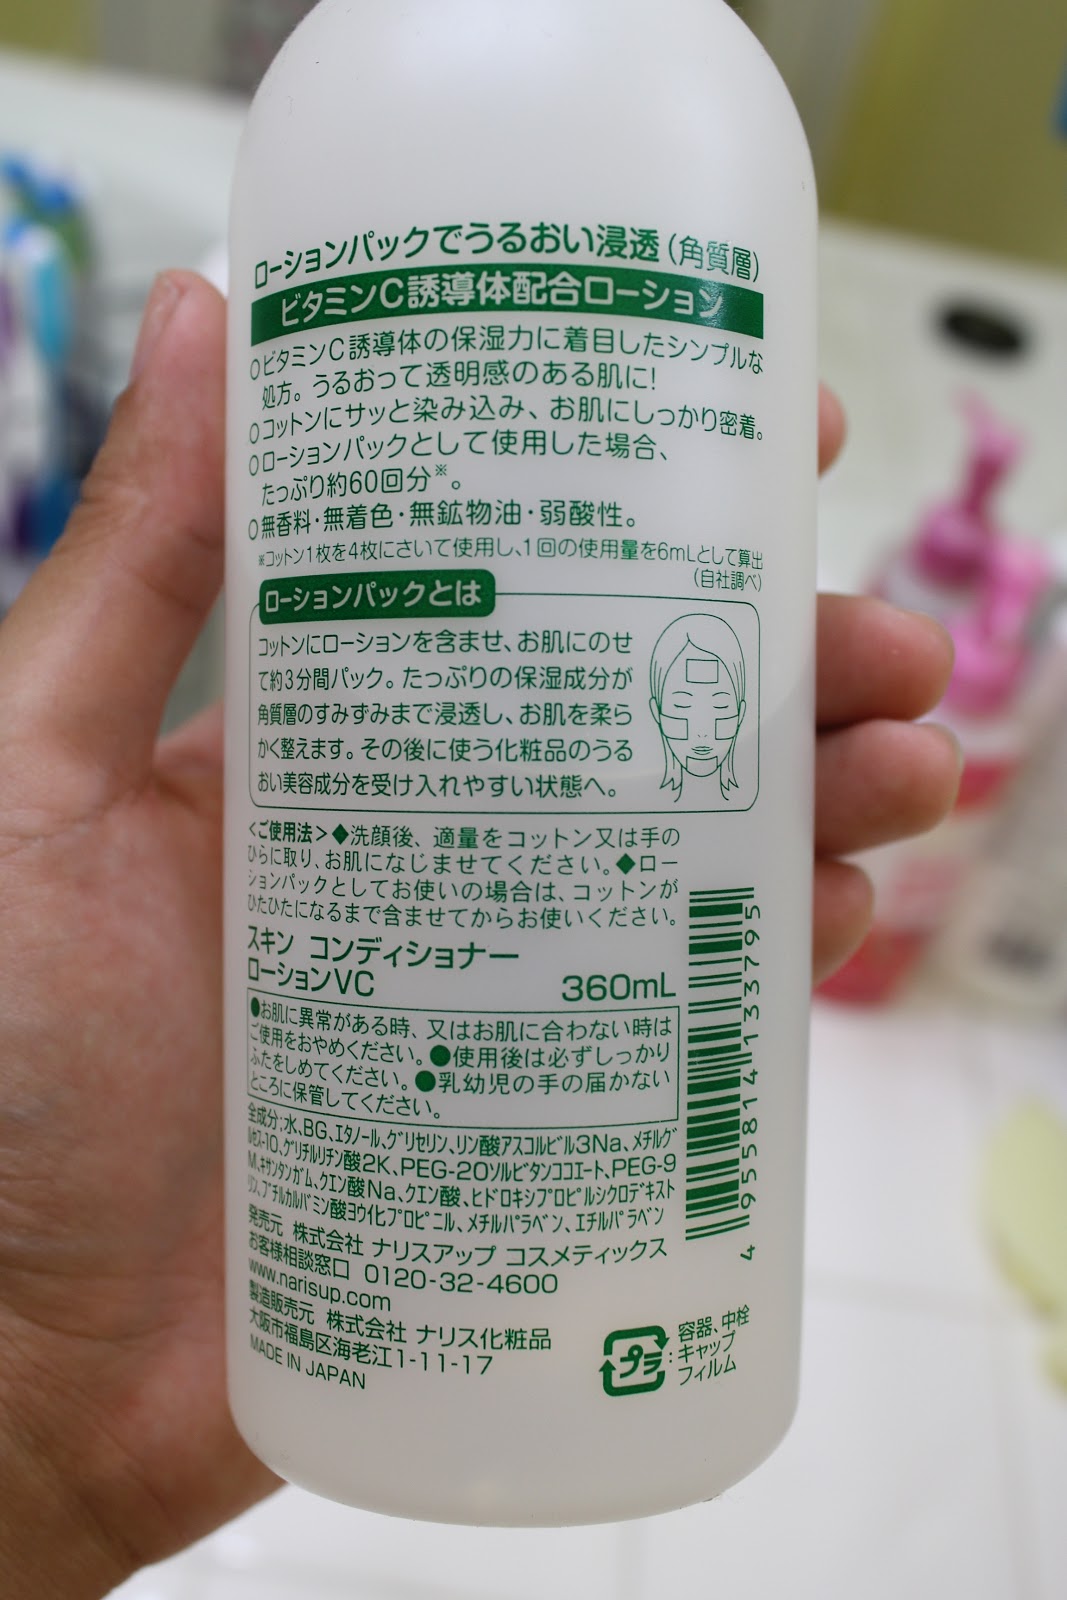 ローションパックでうるおい浸透(角質層)
ビタミンC誘導体配合ローション
○ビタミンC誘導体の保湿力に着目したシンプルな
処方。うるおって透明感のある肌に!
○コットンにサッと染み込み、お肌にしっかり密着。
○ローションパックとして使用した場合、
たっぷり約60回分※。
○無香料・無着色・無鉱物油・弱酸性。
※コットン1枚を4枚にさいて使用し、1回の使用量を6mLとして算出
(自社調べ)
ローションパックとは
コットンにローションを含ませ、お肌にのせ
て約3分間パック。たっぷりの保湿成分が
角質層のすみずみまで浸透し、お肌を柔ら
かく整えます。その後に使う化粧品のうる
おい美容成分を受け入れやすい状態へ。
<ご使用法>◆洗顔後、適量をコットン又は手の
ひらに取り、お肌になじませてください。◆ロー
ションパックとしてお使いの場合は、コットンが
ひたひたになるまで含ませてからお使いください。
スキン コンディショナー
ローションVC 360mL
●お肌に異常がある時、又はお肌に合わない時は
ご使用をおやめください。●使用後は必ずしっかり
ふたをしめてください。●乳幼児の手の届かない
ところに保管してください。
全成分;水、BG、エタノール、グリセリン、リン酸アスコルビル3Na、メチルグ
ルセス-10、グリチルリチン酸2K、PEG-20ソルビタンココエート、PEG-9
M、キサンタンガム、クエン酸Na、クエン酸、ヒドロキシプロピルシクロデキスト
リン、ブチルカルバミン酸ヨウ化プロピニル、メチルパラベン、エチルパラベン
発売元 株式会社 ナリスアップ コスメティックス
お客様相談窓口 0120-32-4600
www.narisup.com
製造販売元 株式会社 ナリス化粧品
大阪市福島区海老江1-11-17
MADE IN JAPAN
プラ:容器、中栓
キャップ
フィルム
4 955814 133795